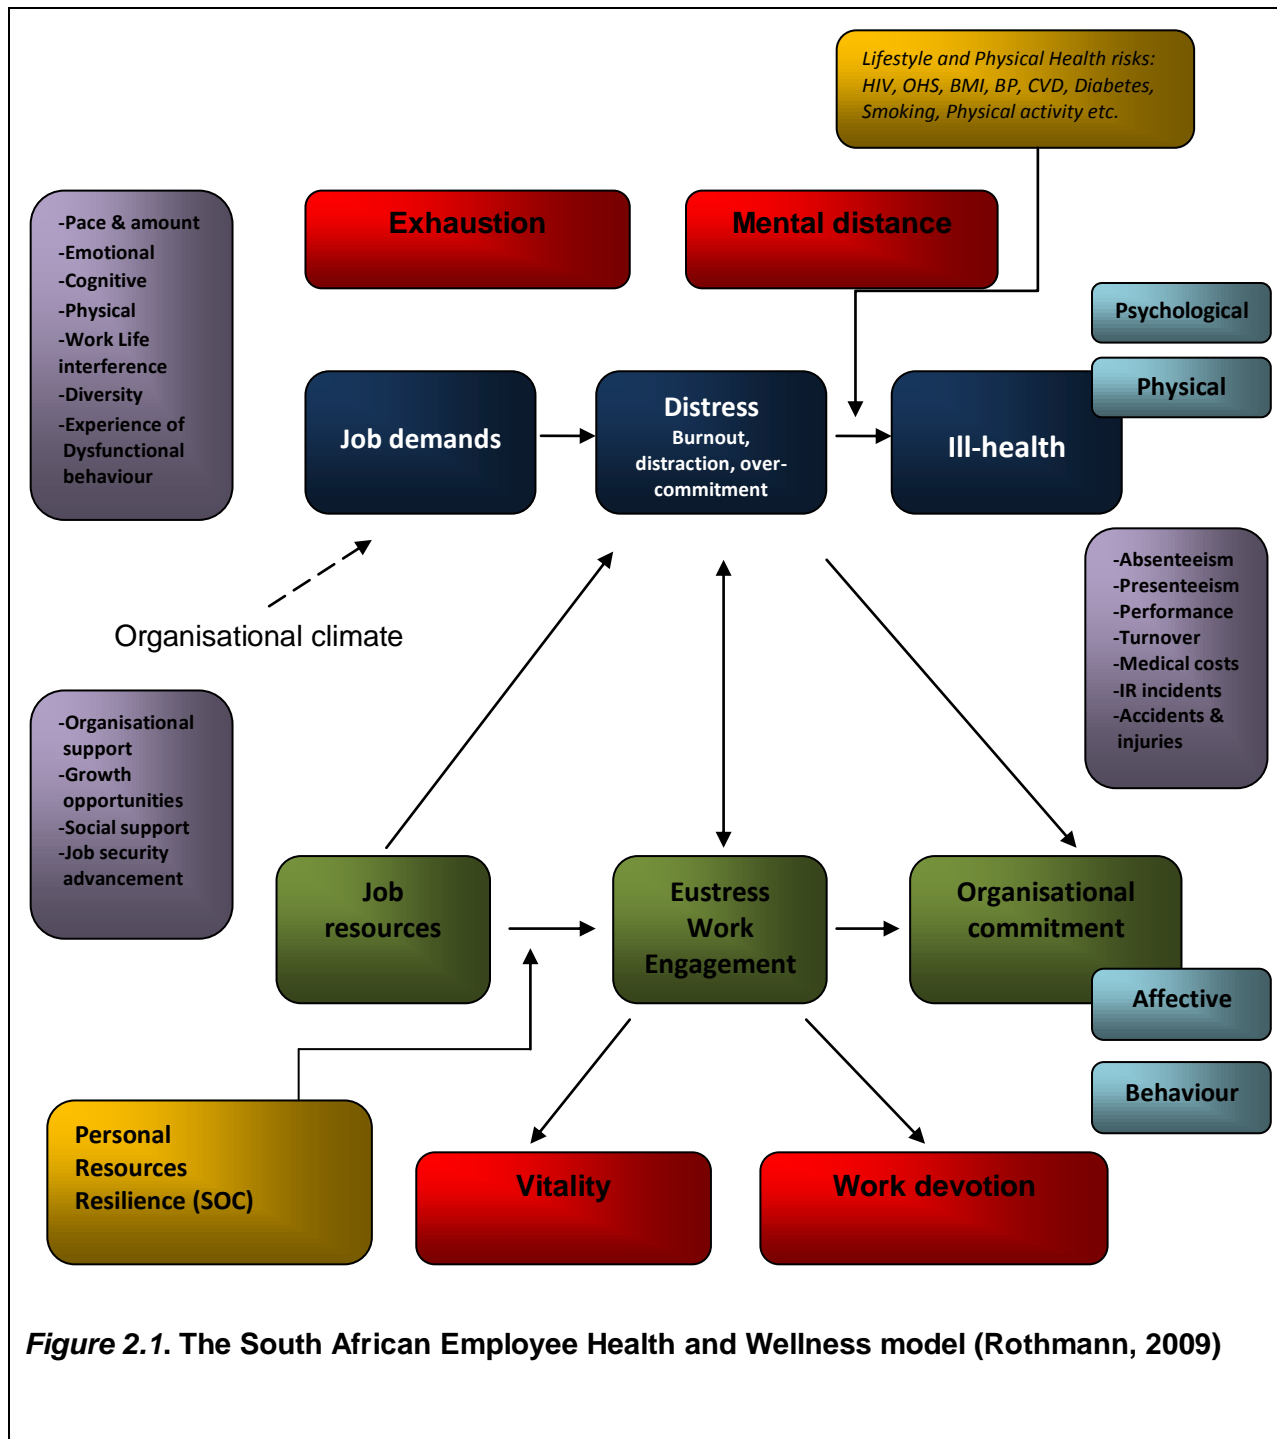 Lifestyle and Physical Health risks:
HIV, OHS, BMI, BP, CVD, Diabetes,
Smoking, Physical activity etc.
-Pace & amount
-Emotional
-Cognitive
-Physical
-Work Life
interference
-Diversity
-Experience of
Dysfunctional
behaviour
Exhaustion
Mental distance
Psychological
Physical
Job demands
Distress
Burnout,
distraction, over-
commitment
Ill-health
Organisational climate
-Absenteeism
-Presenteeism
-Performance
-Turnover
-Medical costs
-IR incidents
-Accidents &
injuries
-Organisational
support
-Growth
opportunities
-Social support
-Job security
advancement
Job
resources
Eustress
Work
Engagement
Organisational
commitment
Affective
Behaviour
Personal
Resources
Resilience (SOC)
Vitality
Work devotion
Figure 2.1. The South African Employee Health and Wellness model (Rothmann, 2009)